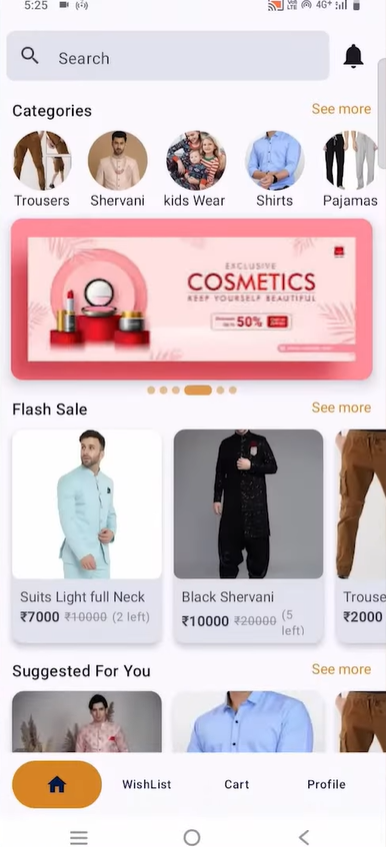 5:25
4G+
Search
Categories
See more
Trousers
Shervani
kids Wear
Shirts
Pajamas
EXCLUSIVE
COSMETICS
KEEP YOURSELF BEAUTIFUL
50%
Flash Sale
See more
Suits Light full Neck
₹7000 ₹10000 (2 left)
Black Shervani
₹10000 ₹20000 (5
left)
Trouse
₹2000
Suggested For You
See more
WishList
Cart
Profile